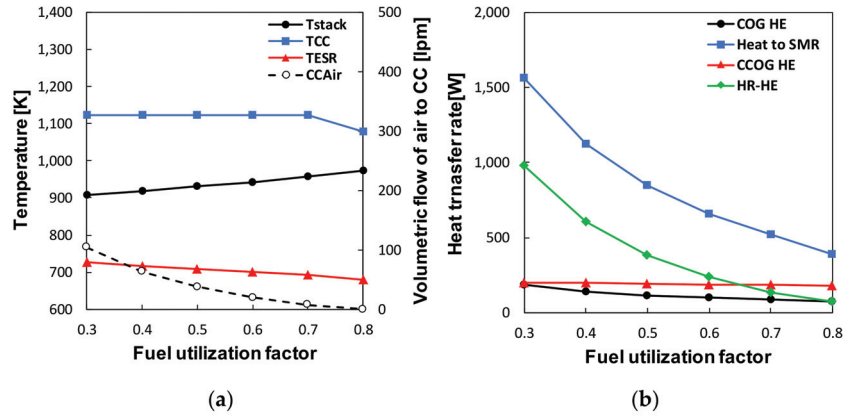 Temperature [K]
1,400
1,300
1,200
1,100
1,000
900
800
700
600
0.3 0.4 0.5 0.6 0.7 0.8
Fuel utilization factor
Tstack
TCC
TESR
CCAir
500
400
300
200
100
0
Volumetric flow of air to CC [lpm]
(a)
Heat trnasfer rate[W]
2,000
1,500
1,000
500
0
0.3 0.4 0.5 0.6 0.7 0.8
Fuel utilization factor
COG HE
Heat to SMR
CCOG HE
HR-HE
(b)